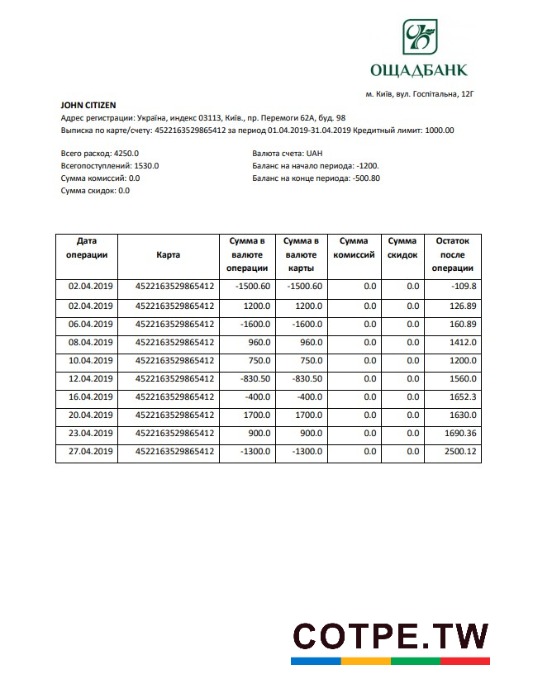 ОЩАДБАНК
м. Київ, вул. Госпітальна, 12Г
JOHN CITIZEN
Адрес регистрации: Україна, индекс 03113, Київ., пр. Перемоги 62А, буд. 98
Выписка по карте/счету: 4522163529865412 за период 01.04.2019-31.04.2019 Кредитный лимит: 1000.00
Всего расход: 4250.0 Валюта счета: UAH
Всегопоступлений: 1530.0 Баланс на начало периода: -1200.
Сумма комиссий: 0.0 Баланс на конце периода: -500.80
Сумма скидок: 0.0
Дата операции Карта Сумма в валюте операции Сумма в валюте карты Сумма комиссий Сумма скидок Остаток после операции
02.04.2019 4522163529865412 -1500.60 -1500.60 0.0 0.0 -109.8
02.04.2019 4522163529865412 1200.0 1200.0 0.0 0.0 126.89
06.04.2019 4522163529865412 -1600.0 -1600.0 0.0 0.0 160.89
08.04.2019 4522163529865412 960.0 960.0 0.0 0.0 1412.0
10.04.2019 4522163529865412 750.0 750.0 0.0 0.0 1200.0
12.04.2019 4522163529865412 -830.50 -830.50 0.0 0.0 1560.0
16.04.2019 4522163529865412 -400.0 -400.0 0.0 0.0 1652.3
20.04.2019 4522163529865412 1700.0 1700.0 0.0 0.0 1630.0
23.04.2019 4522163529865412 900.0 900.0 0.0 0.0 1690.36
27.04.2019 4522163529865412 -1300.0 -1300.0 0.0 0.0 2500.12
COTPE.TW